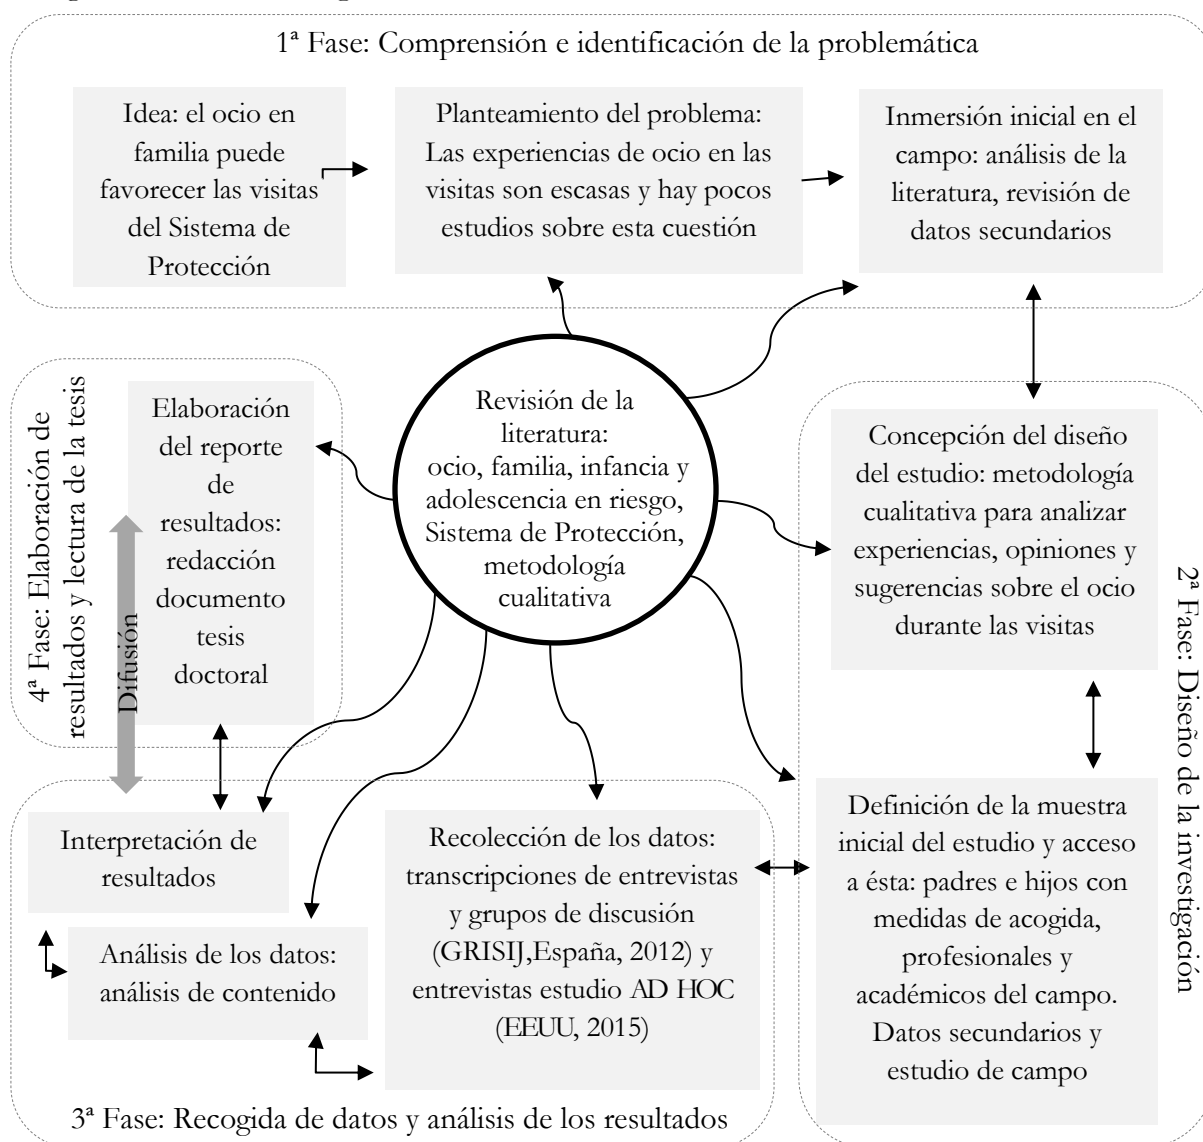 1ª Fase: Comprensión e identificación de la problemática
Idea: el ocio en
familia puede
favorecer las visitas
del Sistema de
Protección
Planteamiento del problema:
Las experiencias de ocio en las
visitas son escasas y hay pocos
estudios sobre esta cuestión
Inmersión inicial en el
campo: análisis de la
literatura, revisión de
datos secundarios
Revisión de la
literatura:
ocio, familia, infancia y
adolescencia en riesgo,
Sistema de Protección,
metodología
cualitativa
Concepción del diseño
del estudio: metodología
cualitativa para analizar
experiencias, opiniones y
sugerencias sobre el ocio
durante las visitas
Definición de la muestra
inicial del estudio y acceso
a ésta: padres e hijos con
medidas de acogida,
profesionales y
académicos del campo.
Datos secundarios y
estudio de campo
2ª Fase: Diseño de la investigación
Recolección de los datos:
transcripciones de entrevistas
y grupos de discusión
(GRISIJ,España, 2012) y
entrevistas estudio AD HOC
(EEUU, 2015)
Análisis de los datos:
análisis de contenido
Interpretación de
resultados
3ª Fase: Recogida de datos y análisis de los resultados
Elaboración
del reporte
de
resultados:
redacción
documento
tesis
doctoral
Difusión
4ª Fase: Elaboración de
resultados y lectura de la tesis